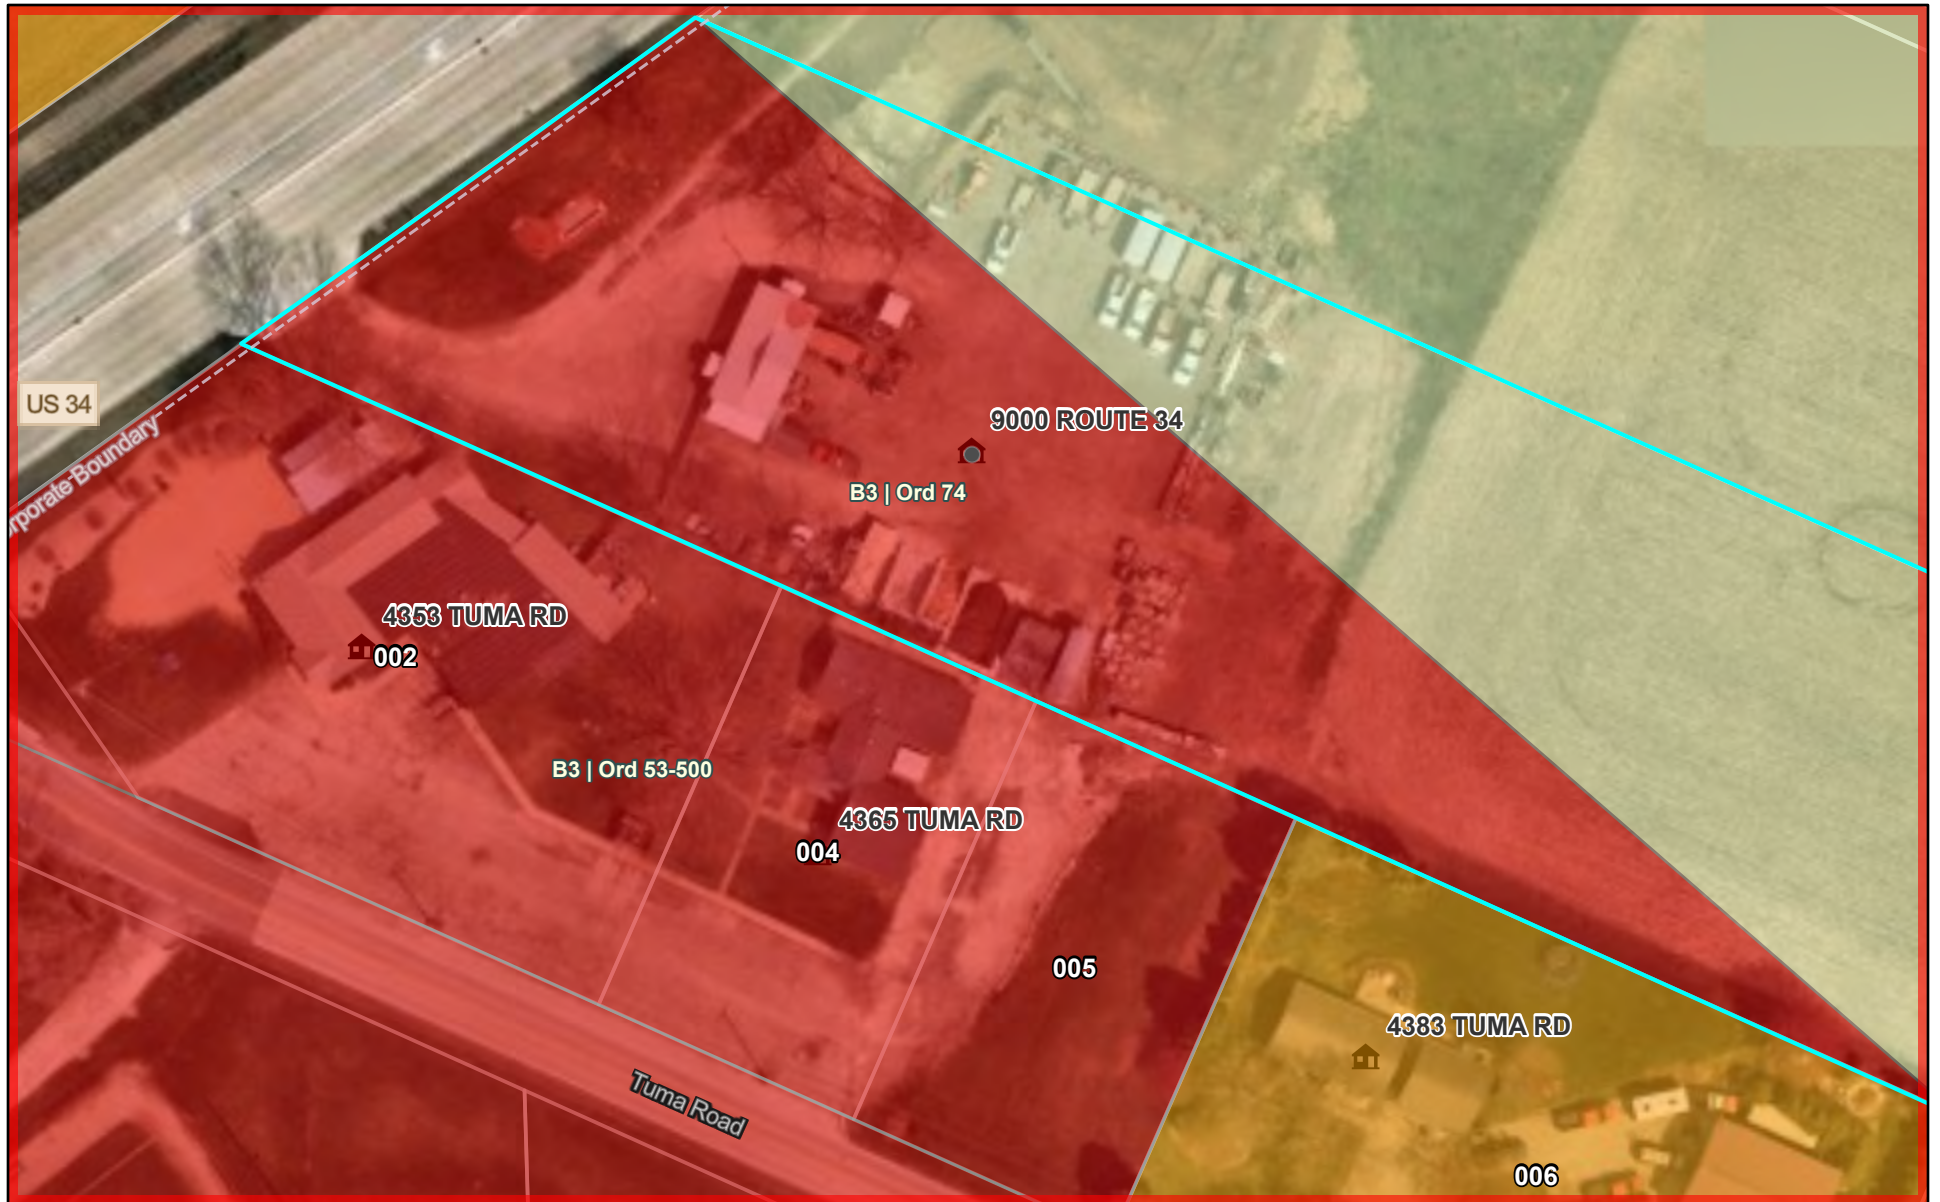 US 34
rporate Boundary
9000 ROUTE 34
B3 | Ord 74
4353 TUMA RD
002
B3 | Ord 53-500
4365 TUMA RD
004
005
4383 TUMA RD
Tuma Road
006